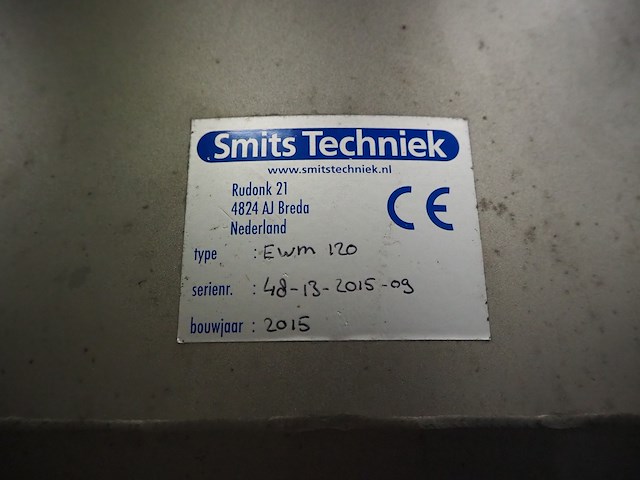 Smits Techniek
www.smitstechniek.nl
Rudonk 21
4824 AJ Breda
Nederland
CE
type : EWM 120
serienr. : 48-13-2015-09
bouwjaar : 2015